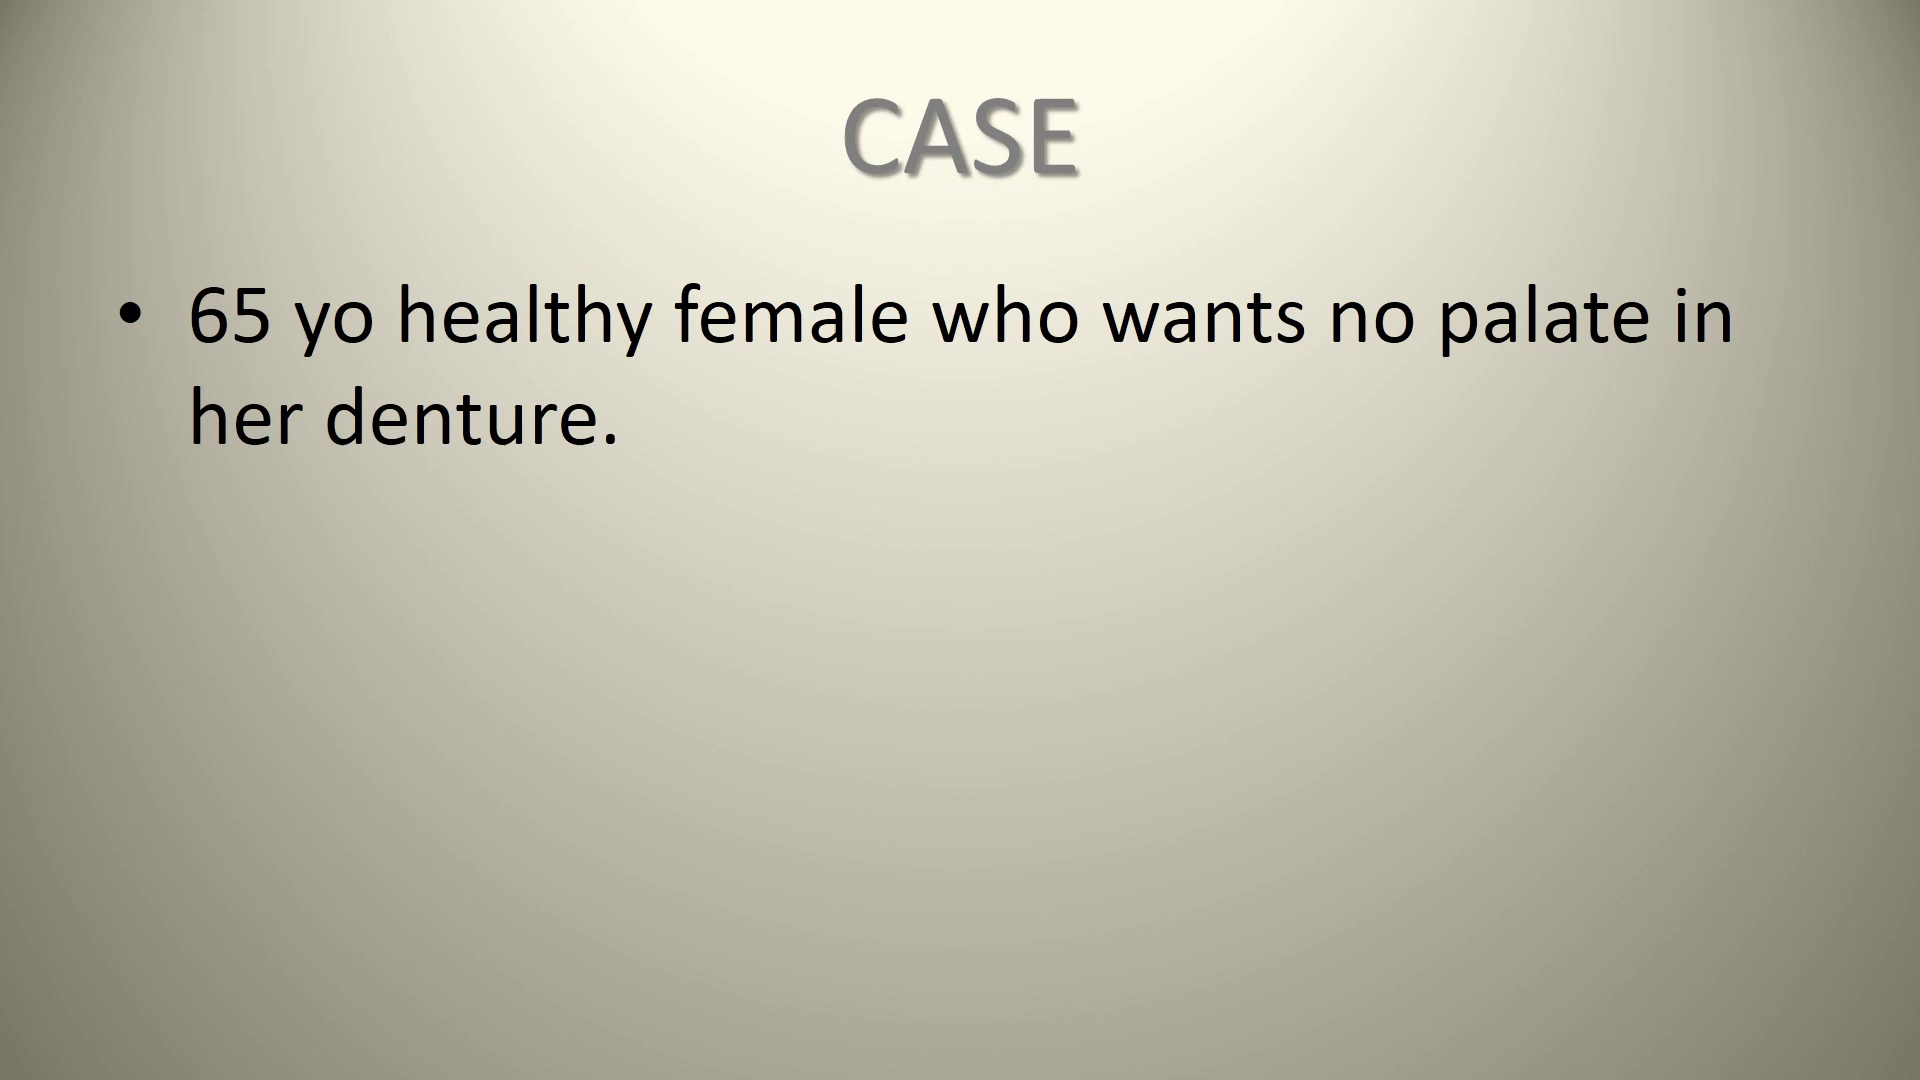 CASE
• 65 yo healthy female who wants no palate in
her denture.